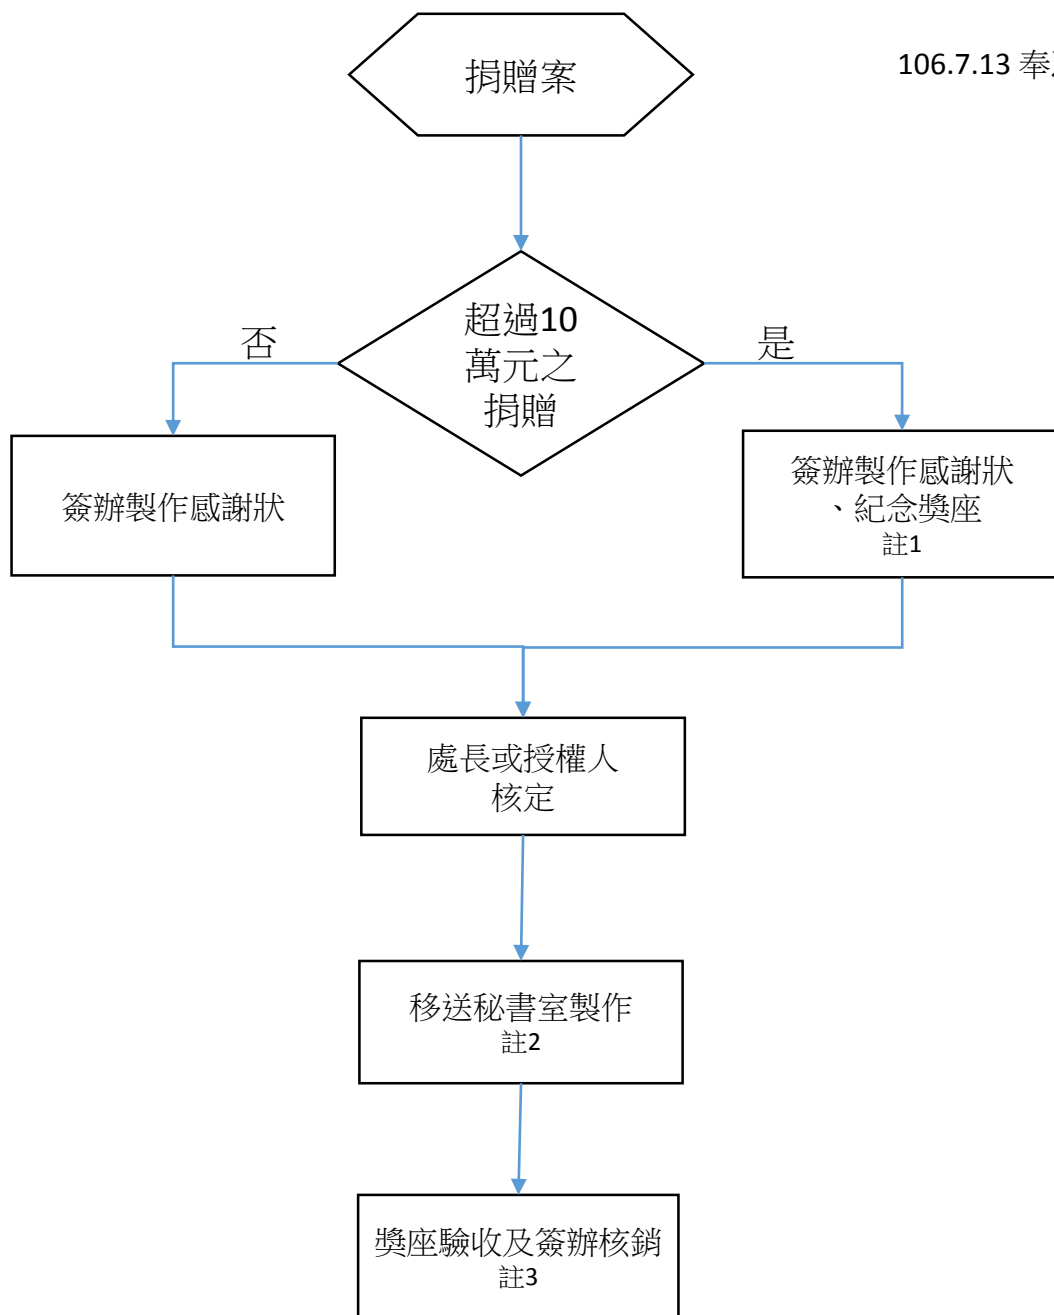 捐贈案
106.7.13 奉
超過10
萬元之
捐贈
否
是
簽辦製作感謝狀
簽辦製作感謝狀
、紀念獎座
註1
處長或授權人
核定
移送秘書室製作
註2
獎座驗收及簽辦核銷
註3